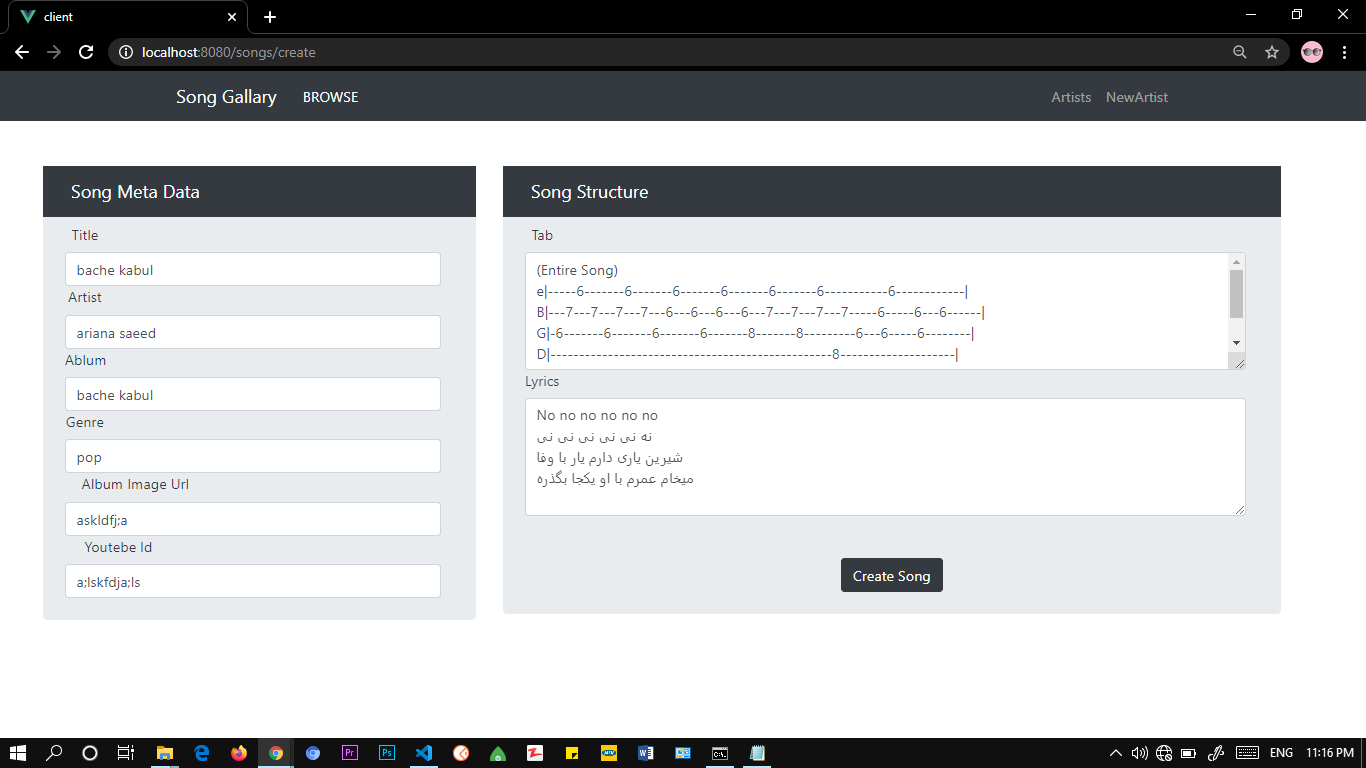 client
localhost:8080/songs/create
Song Gallary BROWSE Artists NewArtist
Song Meta Data
Title
bache kabul
Artist
ariana saeed
Ablum
bache kabul
Genre
pop
Album Image Url
askldfj;a
Youtebe Id
a;lskfdja;ls
Song Structure
Tab
(Entire Song)
e|-----6-------6-------6-------6-------6-------6-----------6------------|
B|---7---7---7---7---6---6---6---6---7---7---7---7-----6-----6---6------|
G|-6-------6-------6-------6-------8-------8---------6---6-----6--------|
D|-------------------------------------------------8--------------------|
Lyrics
No no no no no no
نه نی نی نی نی نی
شیرین یاری دارم یار با وفا
میخام عمرم با او یکجا بگذره
Create Song
ENG 11:16 PM